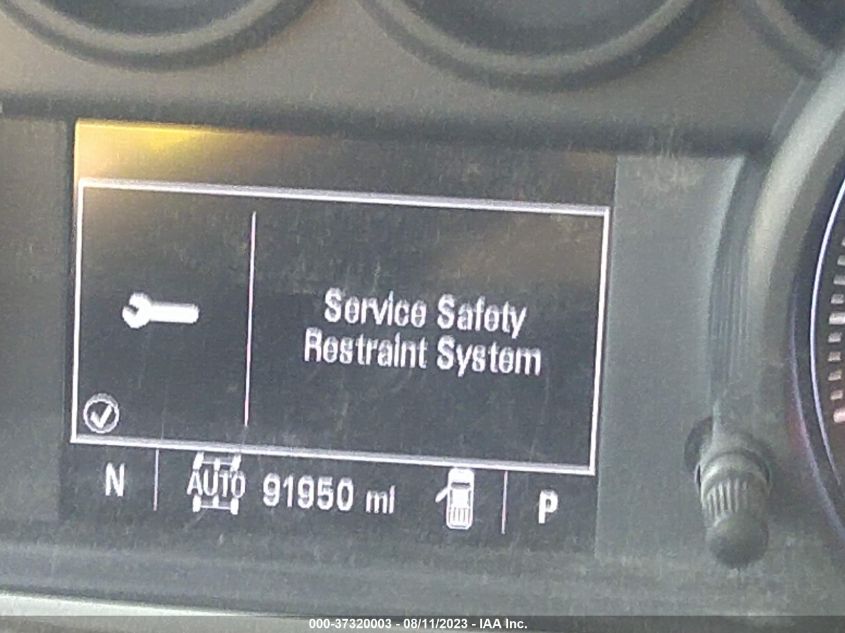 Service Safety
Restraint System
N AUTO 91950 mi P
000-37320003 - 08/11/2023 - IAA Inc.